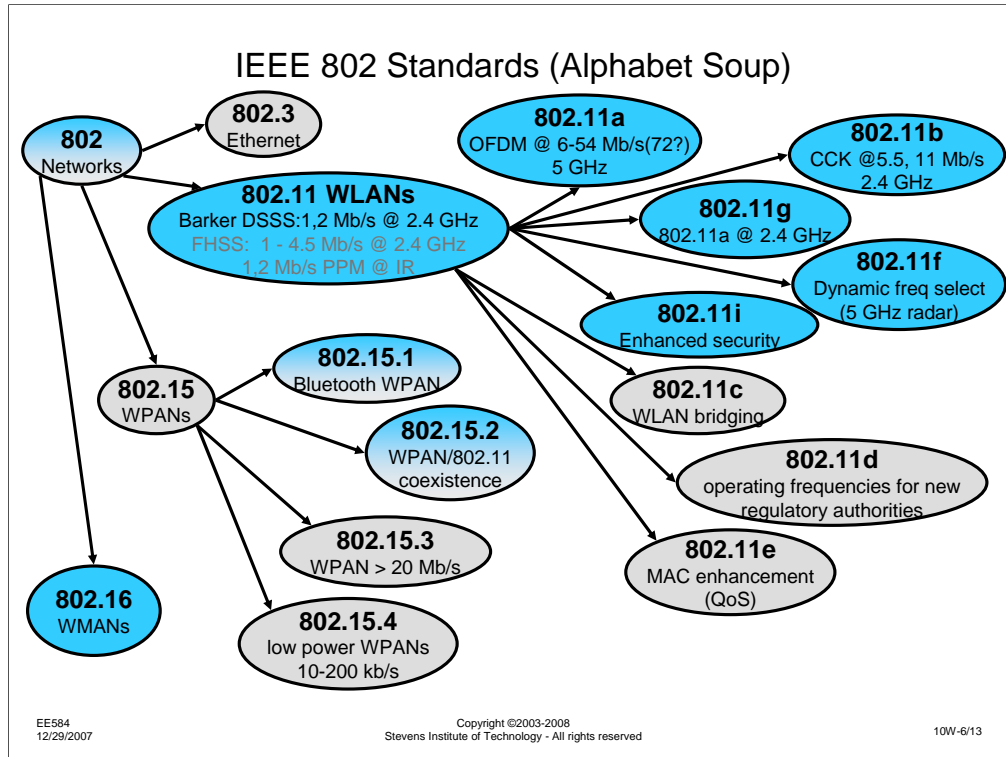 IEEE 802 Standards (Alphabet Soup)
802
Networks
802.3
Ethernet
802.11 WLANs
Barker DSSS:1,2 Mb/s @ 2.4 GHz
FHSS: 1 - 4.5 Mb/s @ 2.4 GHz
1,2 Mb/s PPM @ IR
802.11a
OFDM @ 6-54 Mb/s(72?)
5 GHz
802.11b
CCK @5.5, 11 Mb/s
2.4 GHz
802.11g
802.11a @ 2.4 GHz
802.11f
Dynamic freq select
(5 GHz radar)
802.11i
Enhanced security
802.11c
WLAN bridging
802.11d
operating frequencies for new
regulatory authorities
802.11e
MAC enhancement
(QoS)
802.15
WPANs
802.15.1
Bluetooth WPAN
802.15.2
WPAN/802.11
coexistence
802.15.3
WPAN > 20 Mb/s
802.15.4
low power WPANs
10-200 kb/s
802.16
WMANs
EE584
12/29/2007
Copyright ©2003-2008
Stevens Institute of Technology - All rights reserved
10W-6/13